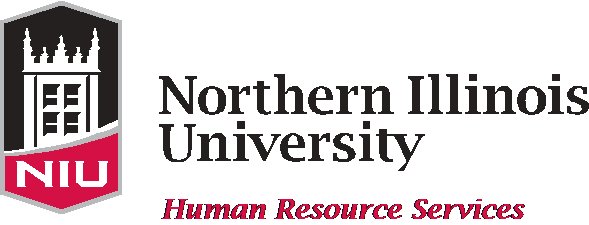 NIU
Northern Illinois
University
Human Resource Services